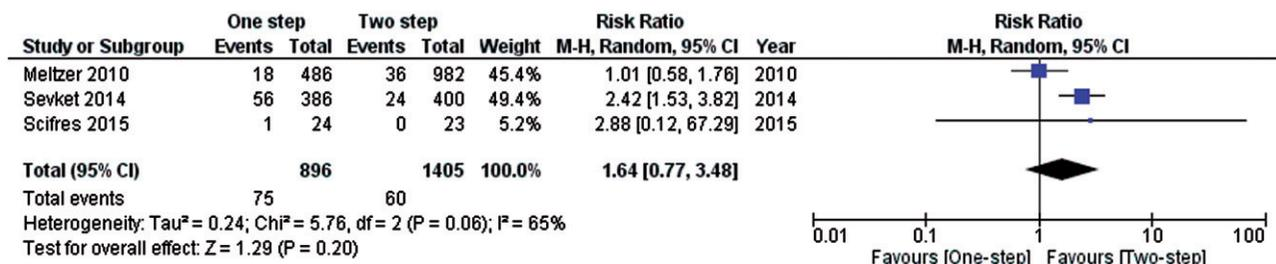 One step Two step Risk Ratio Risk Ratio
Study or Subgroup Events Total Events Total Weight M-H, Random, 95% CI Year M-H, Random, 95% CI
Meltzer 2010 18 486 36 982 45.4% 1.01 [0.58, 1.76] 2010
Sevket 2014 56 386 24 400 49.4% 2.42 [1.53, 3.82] 2014
Scifres 2015 1 24 0 23 5.2% 2.88 [0.12, 67.29] 2015
Total (95% CI) 896 1405 100.0% 1.64 [0.77, 3.48]
Total events 75 60
Heterogeneity: Tau² = 0.24; Chi² = 5.76, df = 2 (P = 0.06); I² = 65%
Test for overall effect: Z = 1.29 (P = 0.20)
0.01 0.1 1 10 100
Favours [One-step] Favours [Two-step]